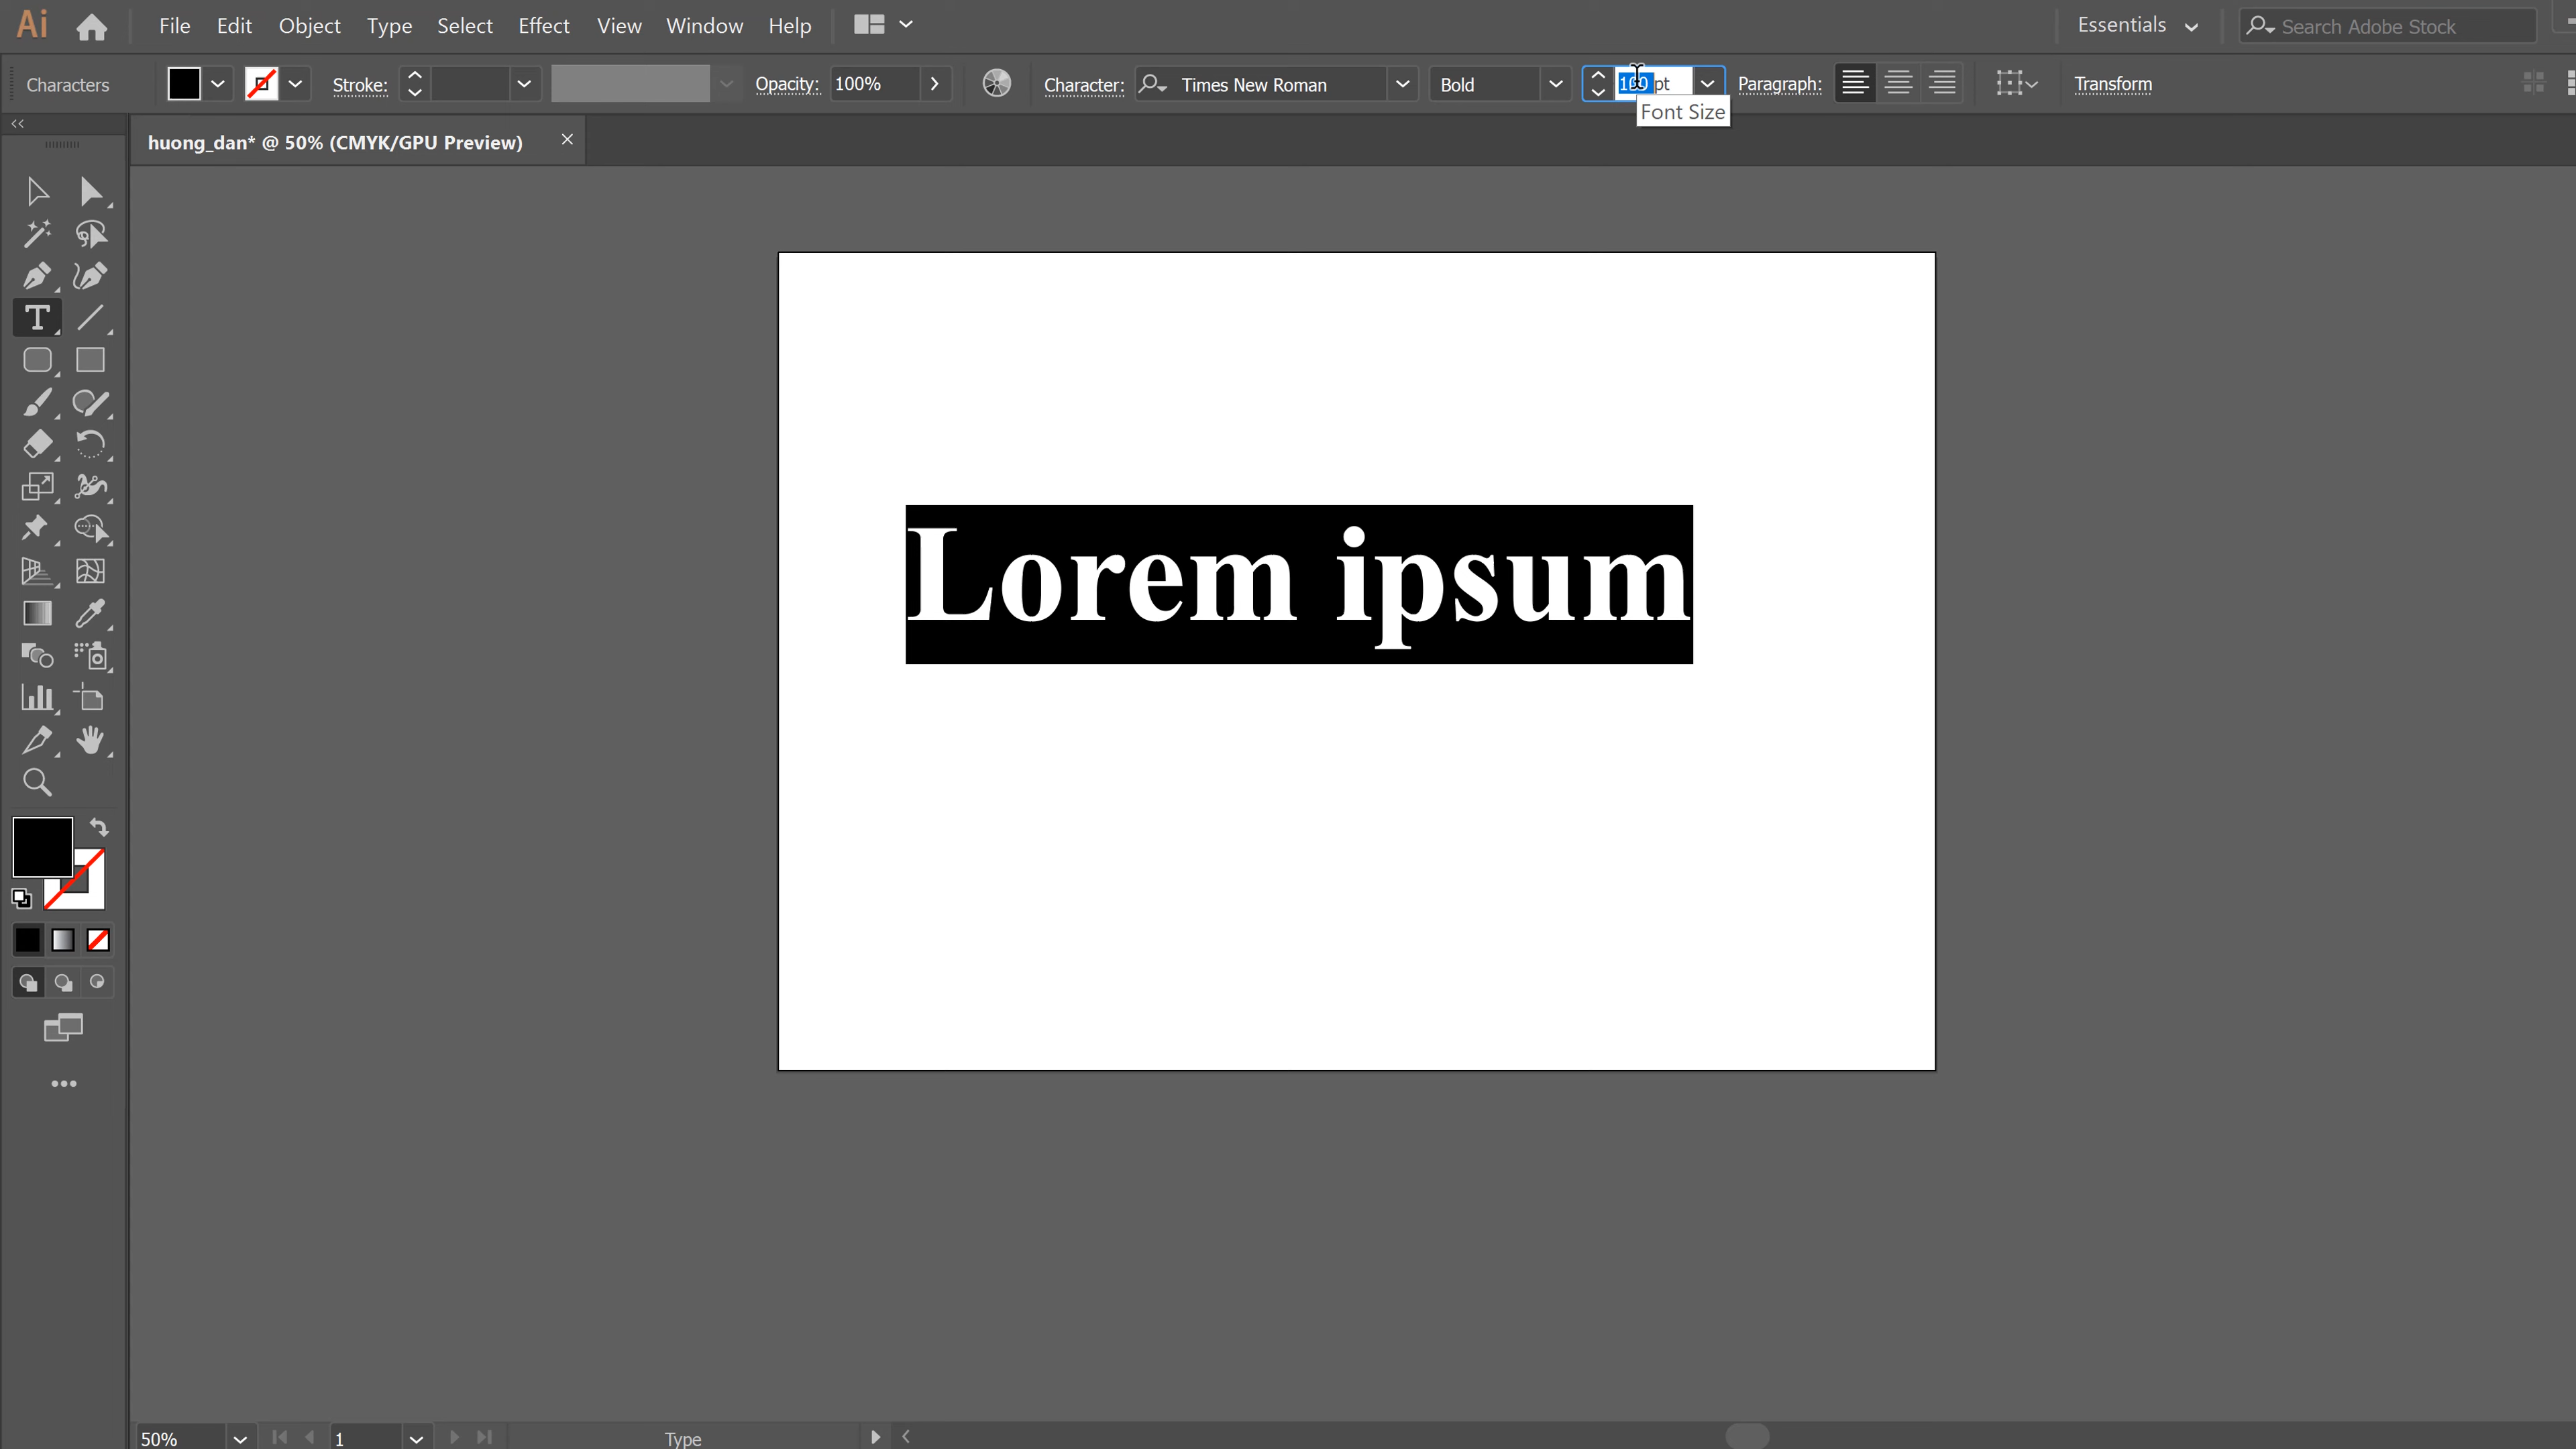 Ai File Edit Object Type Select Effect View Window Help Essentials Search Adobe Stock
Characters Stroke: Opacity: 100% Character: Times New Roman Bold pt Paragraph: Transform
Font Size
huong_dan* @ 50% (CMYK/GPU Preview)
Lorem ipsum
50% 1 Type